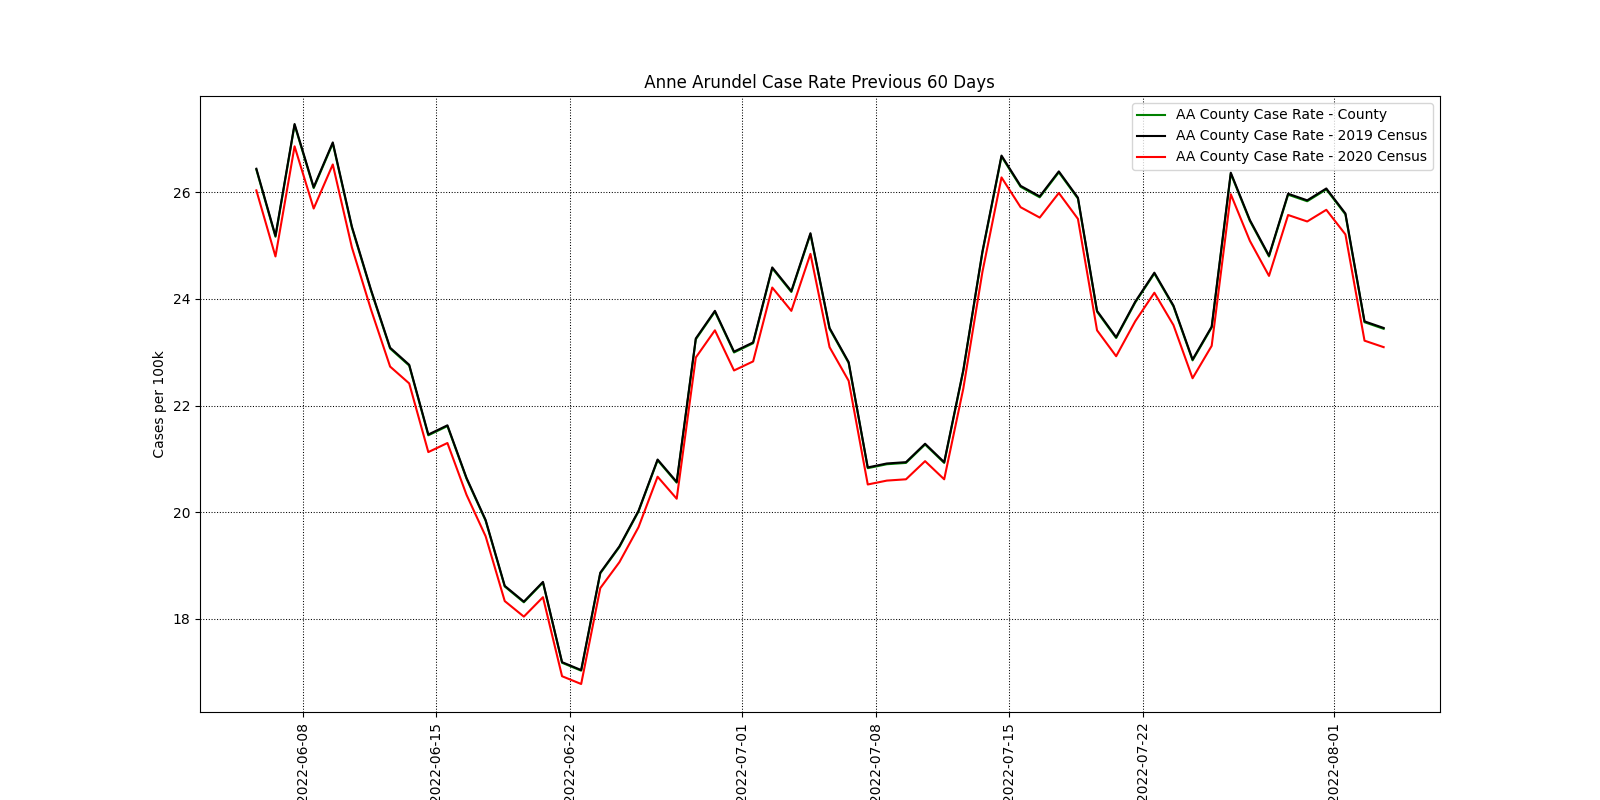 Anne Arundel Case Rate Previous 60 Days
AA County Case Rate - County
AA County Case Rate - 2019 Census
AA County Case Rate - 2020 Census
Cases per 100k
26
24
22
20
18
2022-06-08
2022-06-15
2022-06-22
2022-07-01
2022-07-08
2022-07-15
2022-07-22
2022-08-01